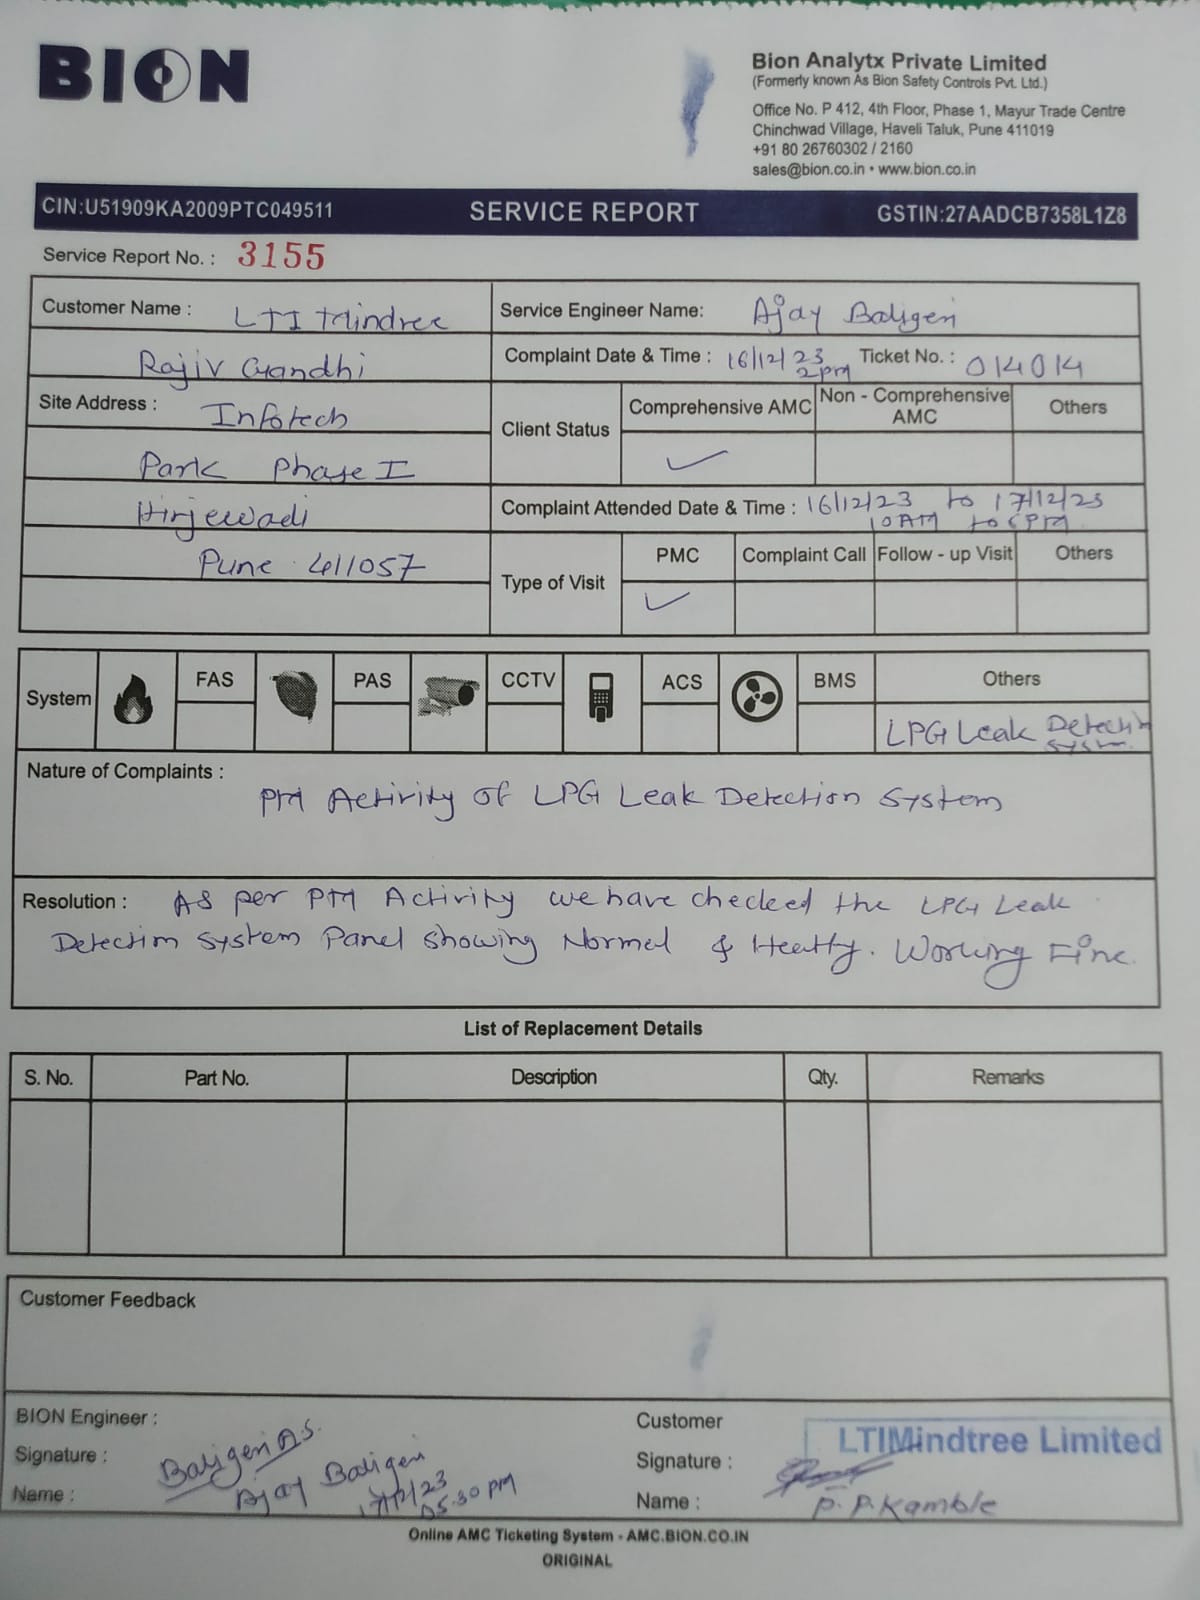 BION
Bion Analytx Private Limited
(Formerly known As Bion Safety Controls Pvt. Ltd.)
Office No. P 412, 4th Floor, Phase 1, Mayur Trade Centre
Chinchwad Village, Haveli Taluk, Pune 411019
+91 80 26760302 / 2160
sales@bion.co.in • www.bion.co.in
CIN:U51909KA2009PTC049511 SERVICE REPORT GSTIN:27AADCB7358L1Z8
Service Report No. : 3155
Customer Name : LTI Mindree
Rajiv Gandhi
Site Address : Infotech
Park Phase I
Hinjewadi
Pune 411057
Service Engineer Name: Ajay Baligeri
Complaint Date & Time : 16/12/23 2pm Ticket No. : 014014
Client Status Comprehensive AMC Non - Comprehensive AMC Others
Complaint Attended Date & Time : 16/12/23 to 17/12/23
10AM to 6PM
Type of Visit PMC Complaint Call Follow - up Visit Others
System FAS PAS CCTV ACS BMS Others
LPG Leak Detectin
System.
Nature of Complaints :
PM Activity of LPG Leak Detection System
Resolution : As per PM Activity we have checked the LPG Leak
Detection System Panel showing Normal & Healty. Working Fine.
List of Replacement Details
S. No. Part No. Description Qty. Remarks
Customer Feedback
BION Engineer :
Signature : Baligeri A.S.
Name : Ajay Baligeri
17/12/23
05.30 pm
Customer
LTIMindtree Limited
Signature :
Name : P. P. Kamble
Online AMC Ticketing System - AMC.BION.CO.IN
ORIGINAL